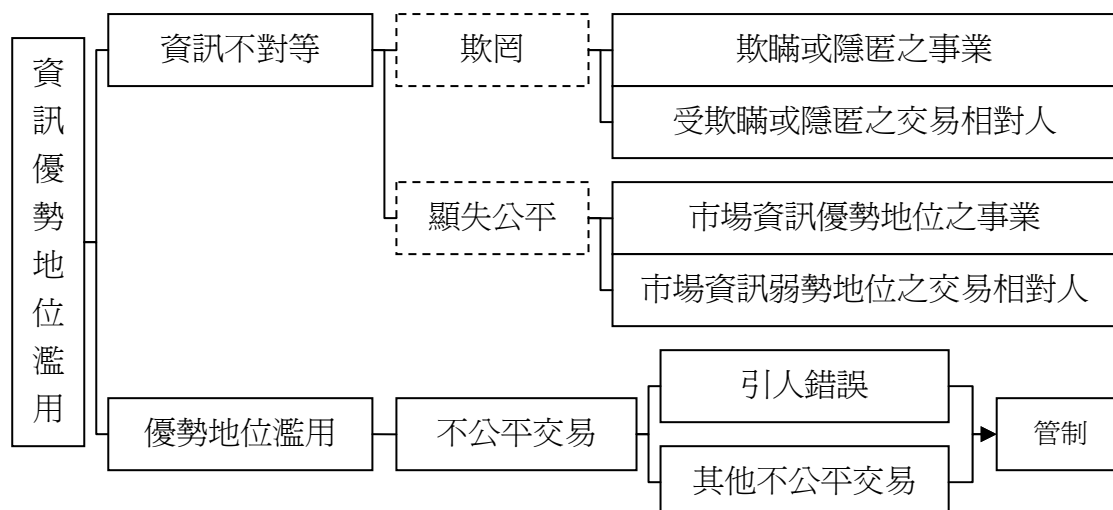 資訊優勢地位濫用
資訊不對等
欺罔
欺瞞或隱匿之事業
受欺瞞或隱匿之交易相對人
顯失公平
市場資訊優勢地位之事業
市場資訊弱勢地位之交易相對人
優勢地位濫用
不公平交易
引人錯誤
其他不公平交易
管制